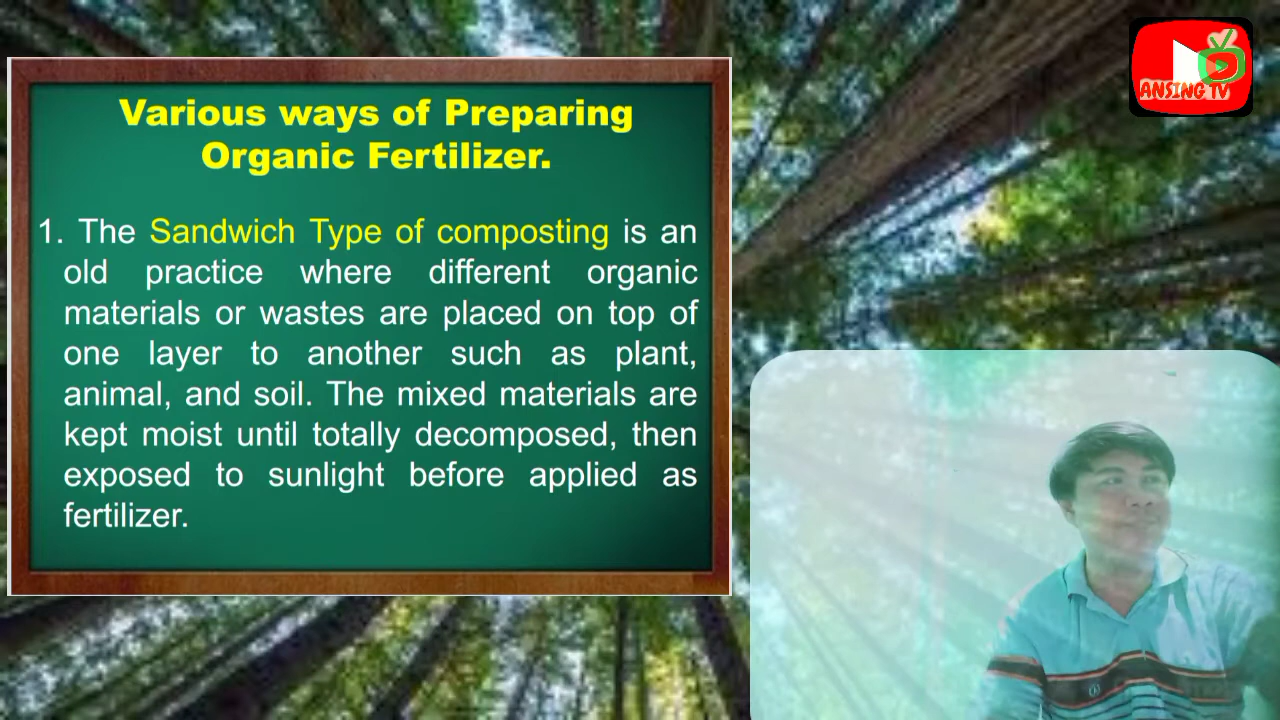 Various ways of Preparing
Organic Fertilizer.
1. The Sandwich Type of composting is an
old practice where different organic
materials or wastes are placed on top of
one layer to another such as plant,
animal, and soil. The mixed materials are
kept moist until totally decomposed, then
exposed to sunlight before applied as
fertilizer.
ANSING TV